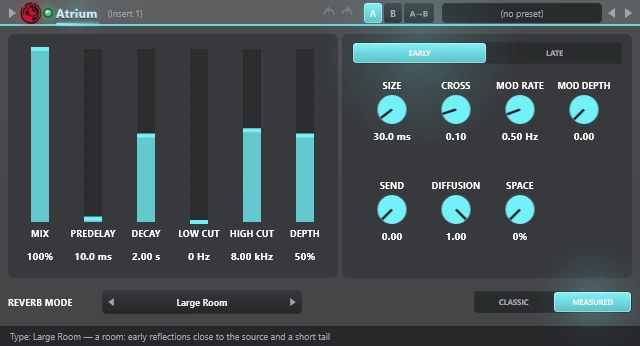 Atrium (Insert 1) A B A→B (no preset)
EARLY LATE
SIZE CROSS MOD RATE MOD DEPTH
30.0 ms 0.10 0.50 Hz 0.00
SEND DIFFUSION SPACE
0.00 1.00 0%
MIX PREDELAY DECAY LOW CUT HIGH CUT DEPTH
100% 10.0 ms 2.00 s 0 Hz 8.00 kHz 50%
REVERB MODE Large Room CLASSIC MEASURED
Type: Large Room — a room: early reflections close to the source and a short tail